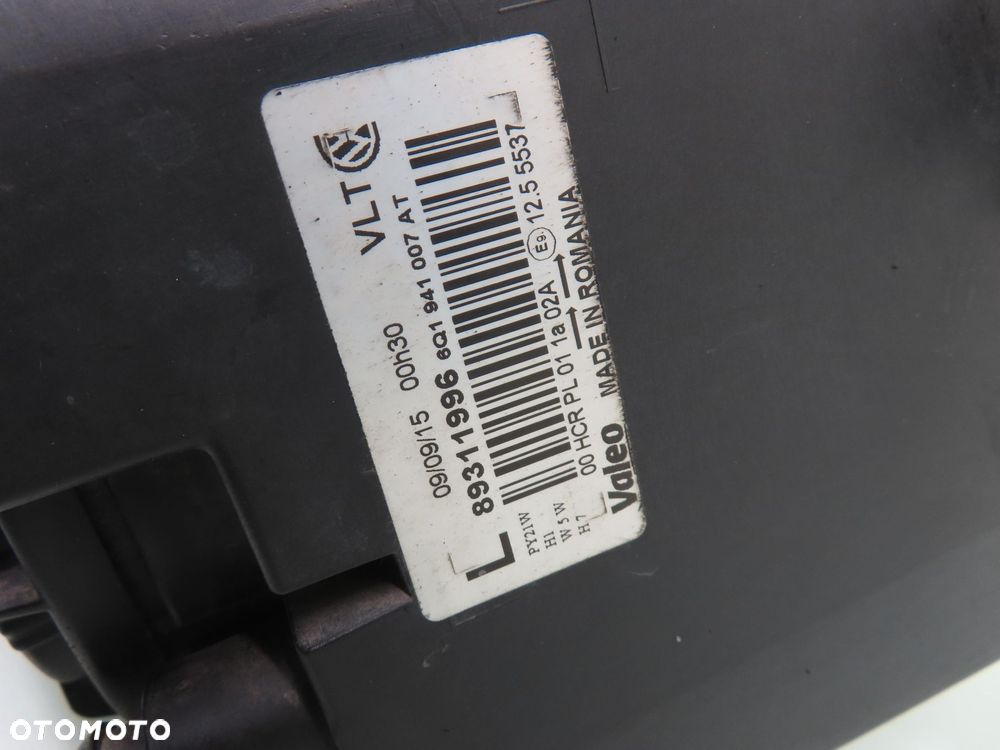 VLT
09/09/15 00h30
L 89311996 6Q1 941 007 AT
PY21W
H1
W5W
H7
00 HCR PL 01 1a 02A E9. 12.5 5537
Valeo MADE IN ROMANIA
OTOMOTO